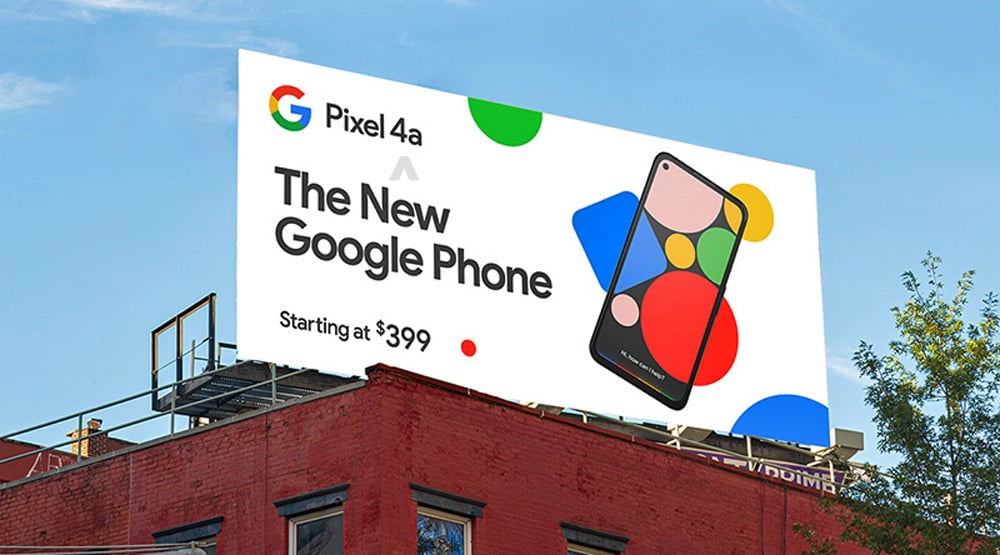 Pixel 4a
The New
Google Phone
Starting at $399
Hi, how can I help?